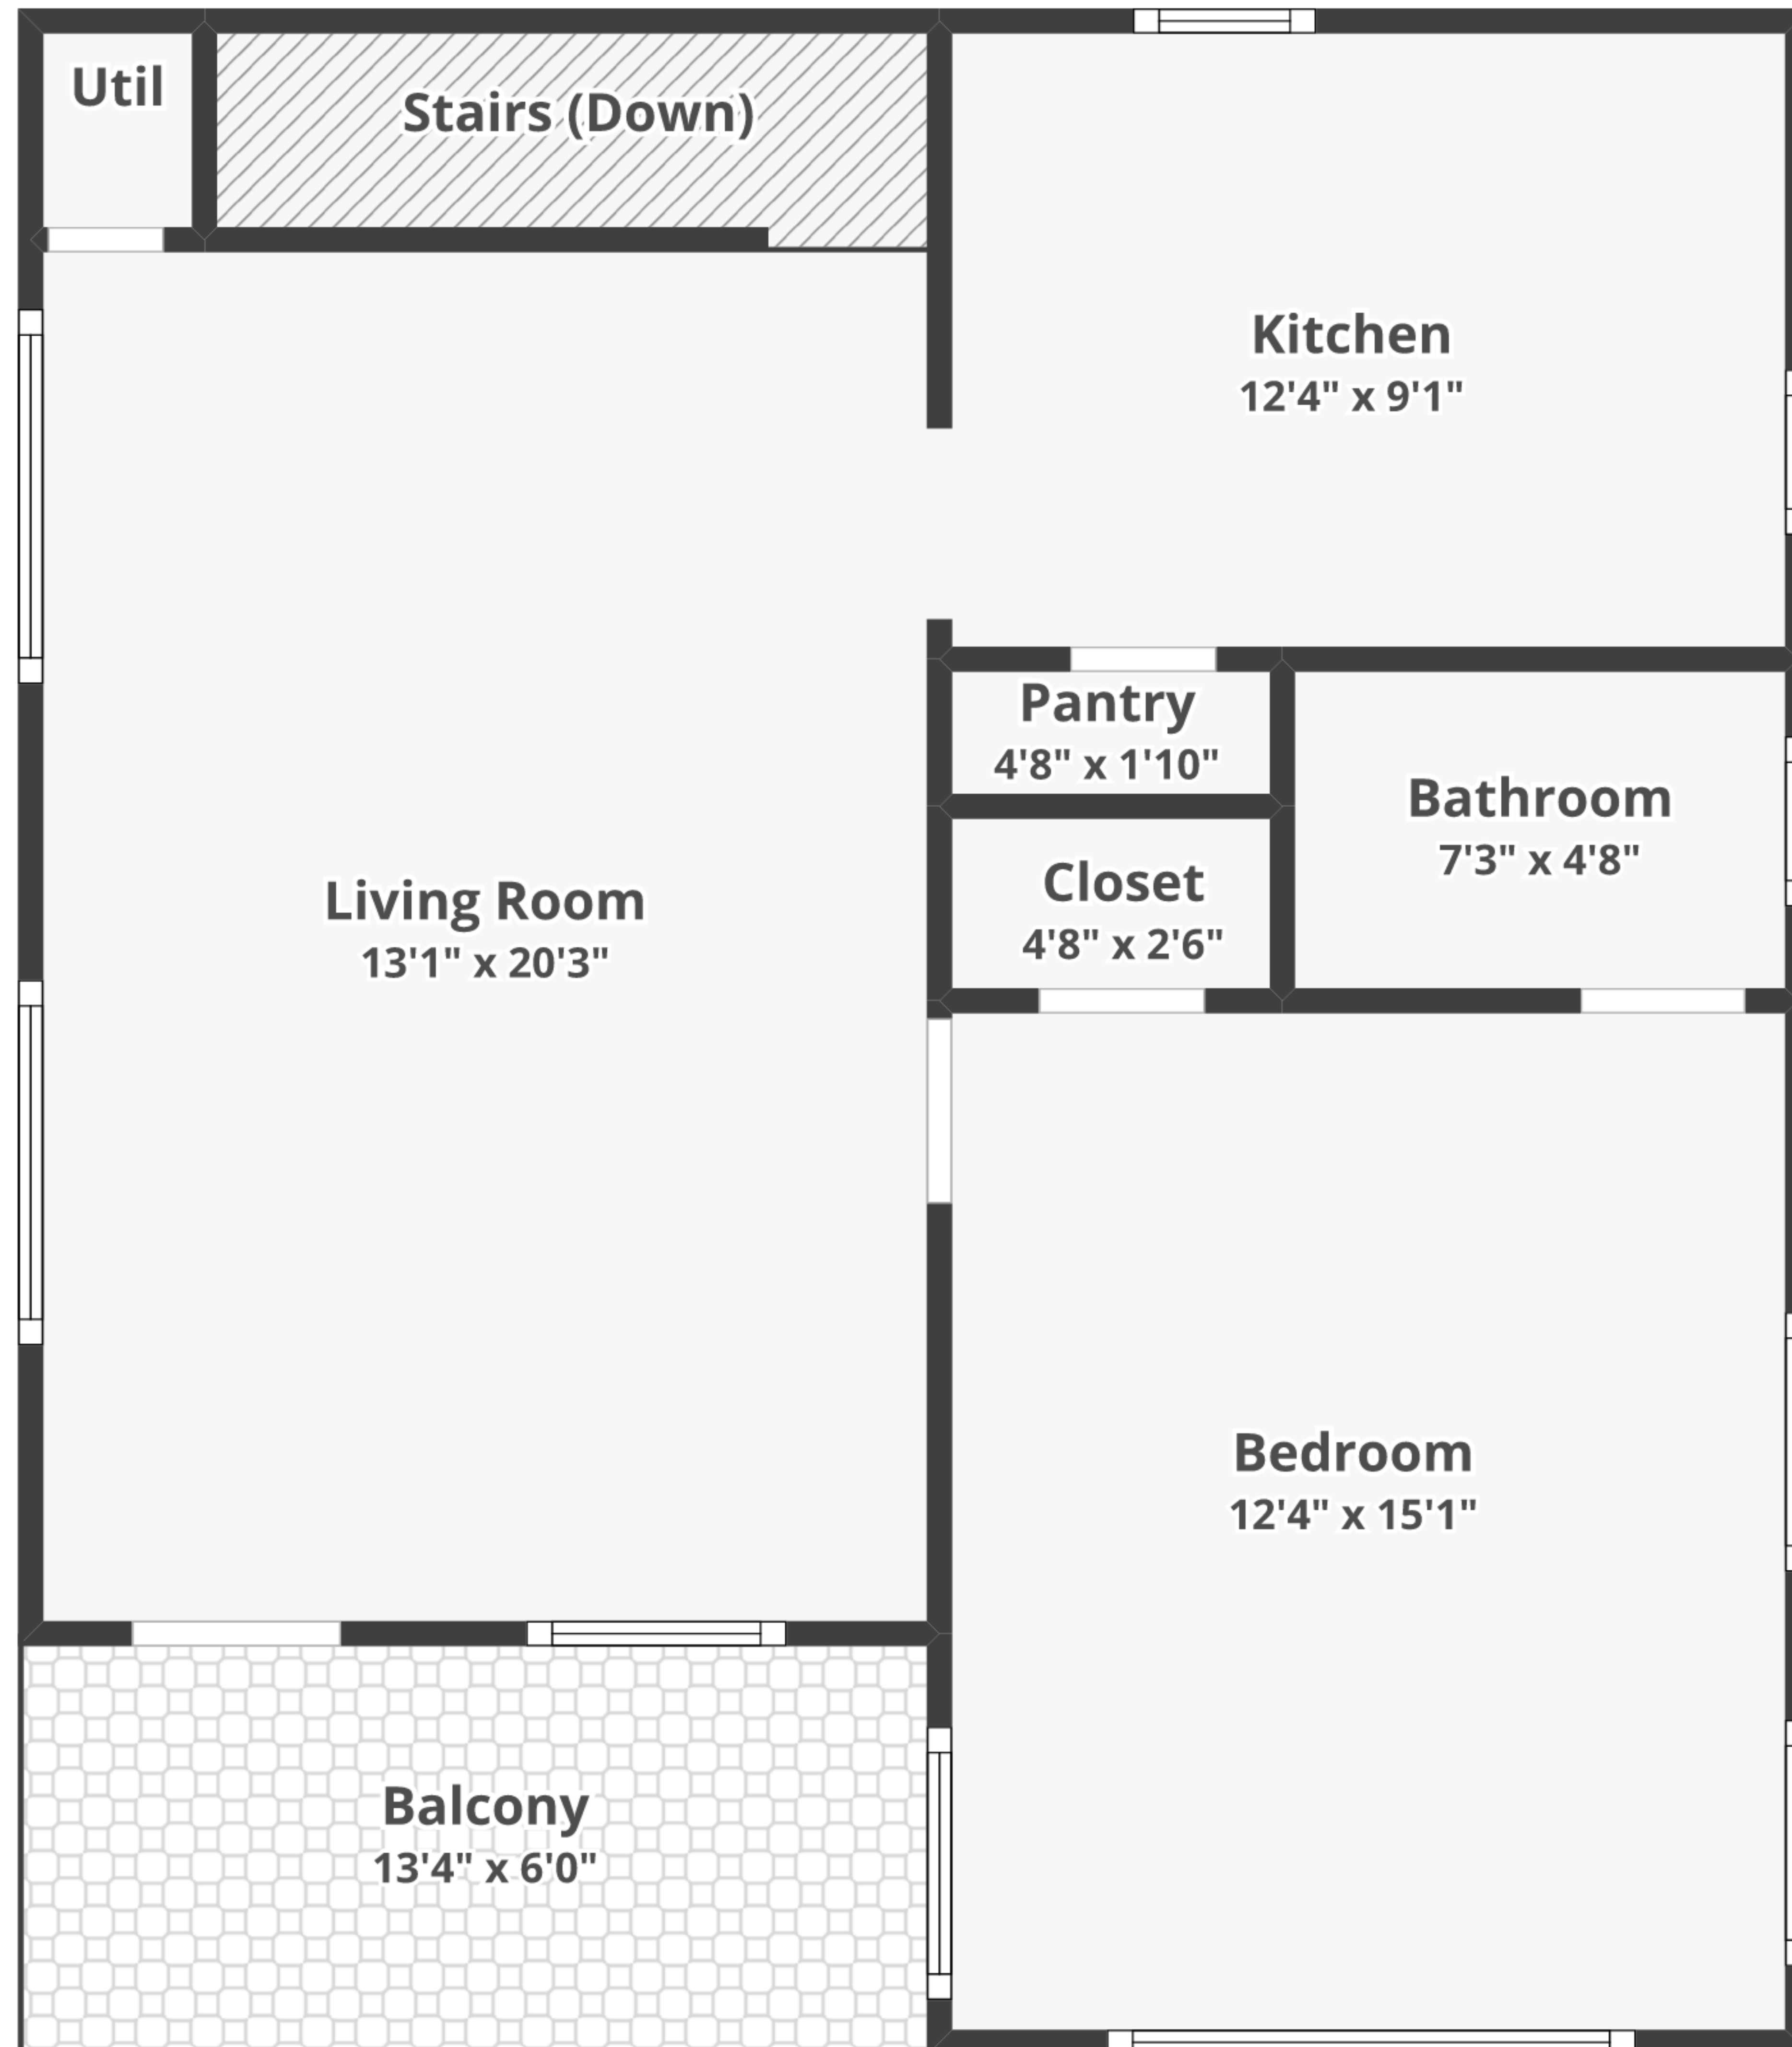 Util
Stairs (Down)
Kitchen
12'4" x 9'1"
Pantry
4'8" x 1'10"
Bathroom
7'3" x 4'8"
Closet
4'8" x 2'6"
Living Room
13'1" x 20'3"
Bedroom
12'4" x 15'1"
Balcony
13'4" x 6'0"